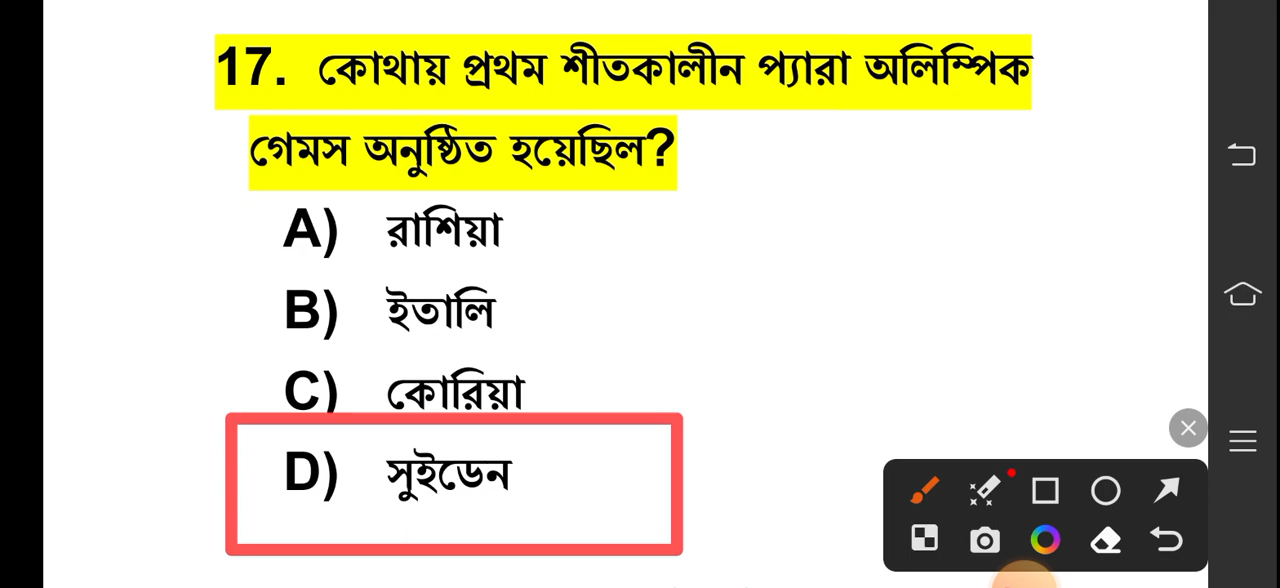 17. কোথায় প্রথম শীতকালীন প্যারা অলিম্পিক
গেমস অনুষ্ঠিত হয়েছিল?
A) রাশিয়া
B) ইতালি
C) কোরিয়া
D) সুইডেন